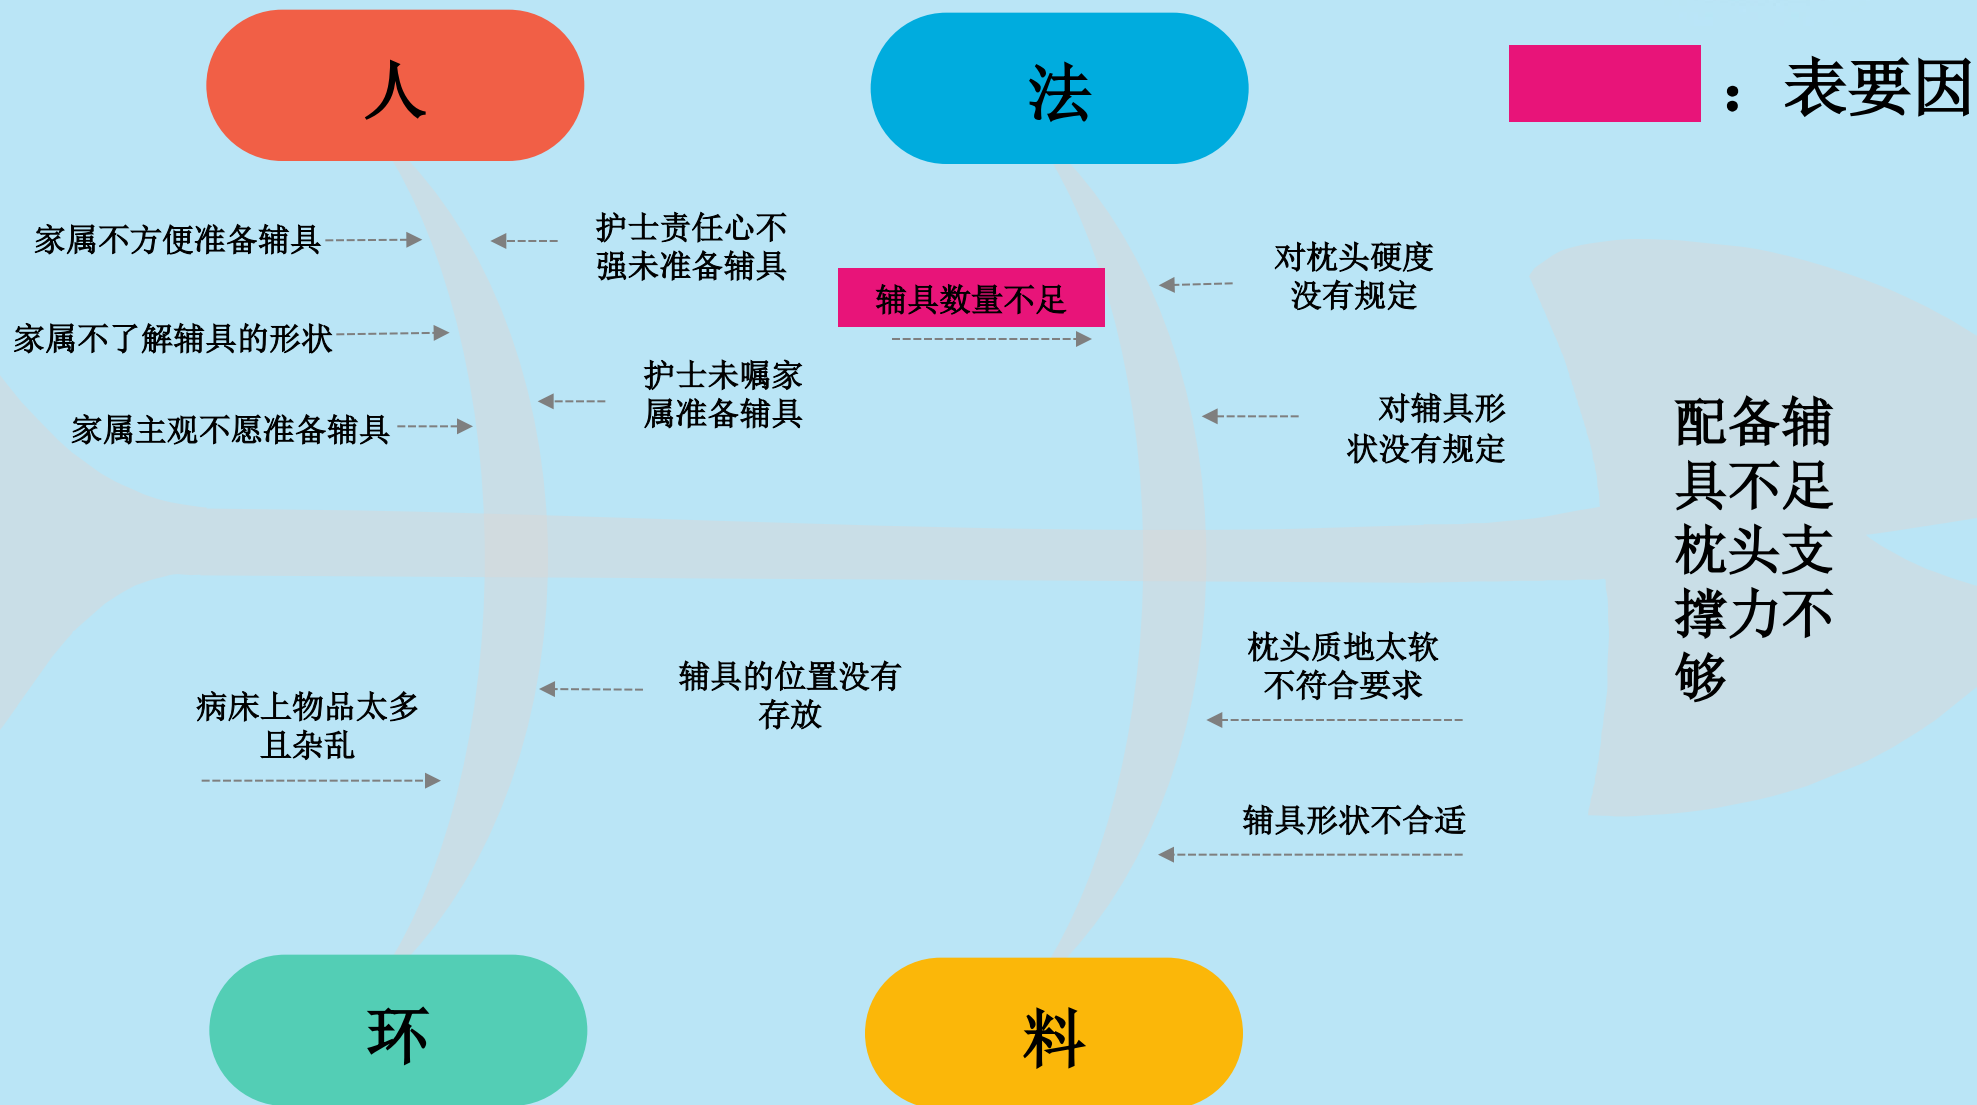 人
法
：表要因
家属不方便准备辅具
护士责任心不
强未准备辅具
辅具数量不足
对枕头硬度
没有规定
家属不了解辅具的形状
护士未嘱家
属准备辅具
家属主观不愿准备辅具
对辅具形
状没有规定
配备辅
具不足
枕头支
撑力不
够
病床上物品太多
且杂乱
辅具的位置没有
存放
枕头质地太软
不符合要求
辅具形状不合适
环
料